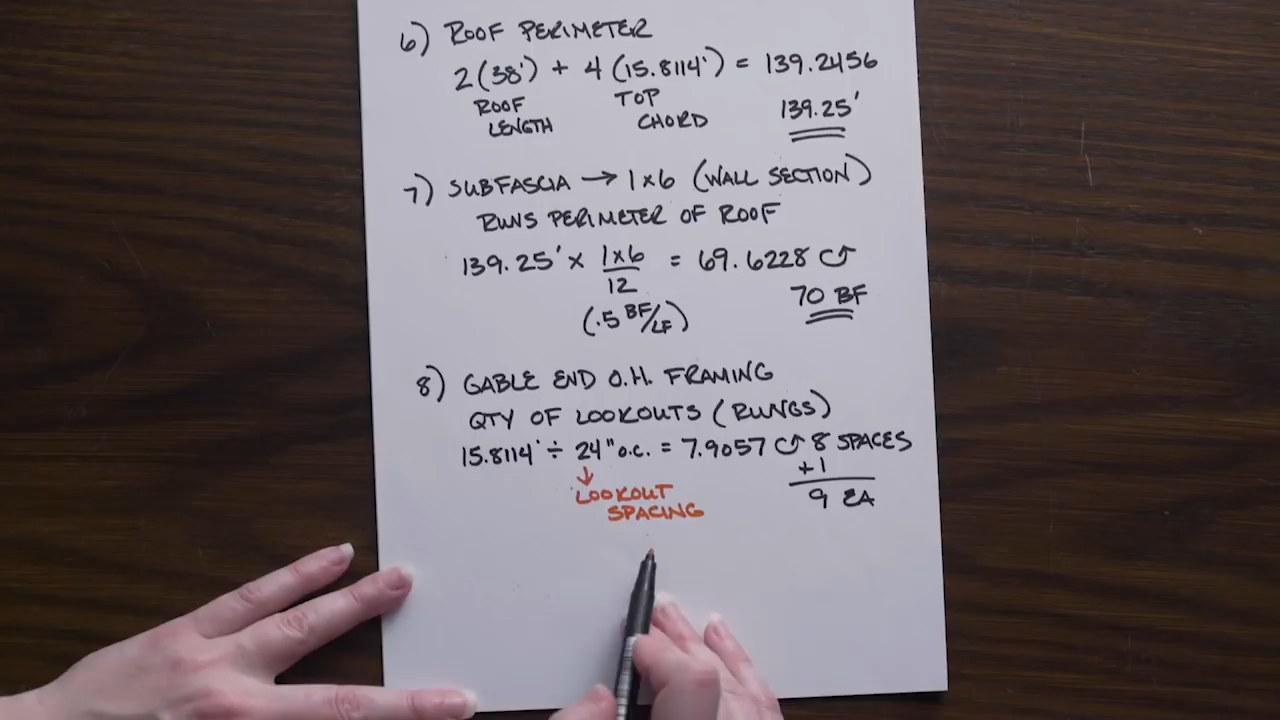 6) ROOF PERIMETER
2(38') + 4(15.8114') = 139.2456
ROOF LENGTH
TOP CHORD
139.25'
7) SUBFASCIA → 1x6 (WALL SECTION)
RUNS PERIMETER OF ROOF
139.25' x 1x6/12 = 69.6228 ↺
(.5 BF/LF)
70 BF
8) GABLE END O.H. FRAMING
QTY OF LOOKOUTS (RUNGS)
15.8114' ÷ 24" o.c. = 7.9057 ↺ 8 SPACES
+1
9 EA
↓
LOOKOUT
SPACING